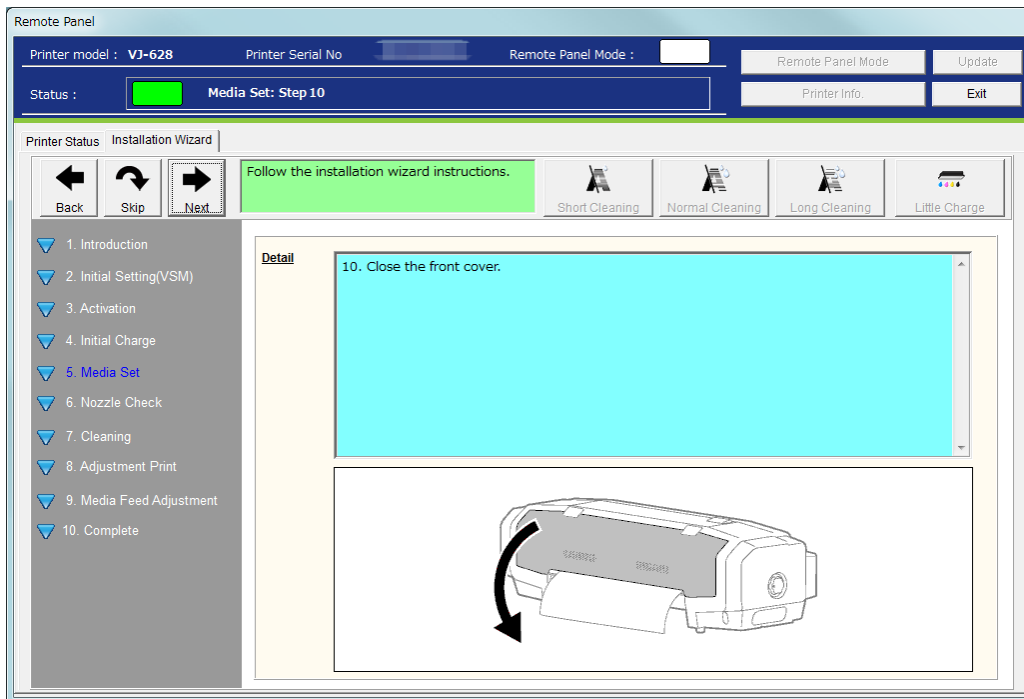 Remote Panel
Printer model : VJ-628 Printer Serial No Remote Panel Mode :
Remote Panel Mode Update
Status : Media Set: Step 10
Printer Info. Exit
Printer Status Installation Wizard
Back Skip Next
Follow the installation wizard instructions.
Short Cleaning Normal Cleaning Long Cleaning Little Charge
1. Introduction
2. Initial Setting(VSM)
3. Activation
4. Initial Charge
5. Media Set
6. Nozzle Check
7. Cleaning
8. Adjustment Print
9. Media Feed Adjustment
10. Complete
Detail
10. Close the front cover.